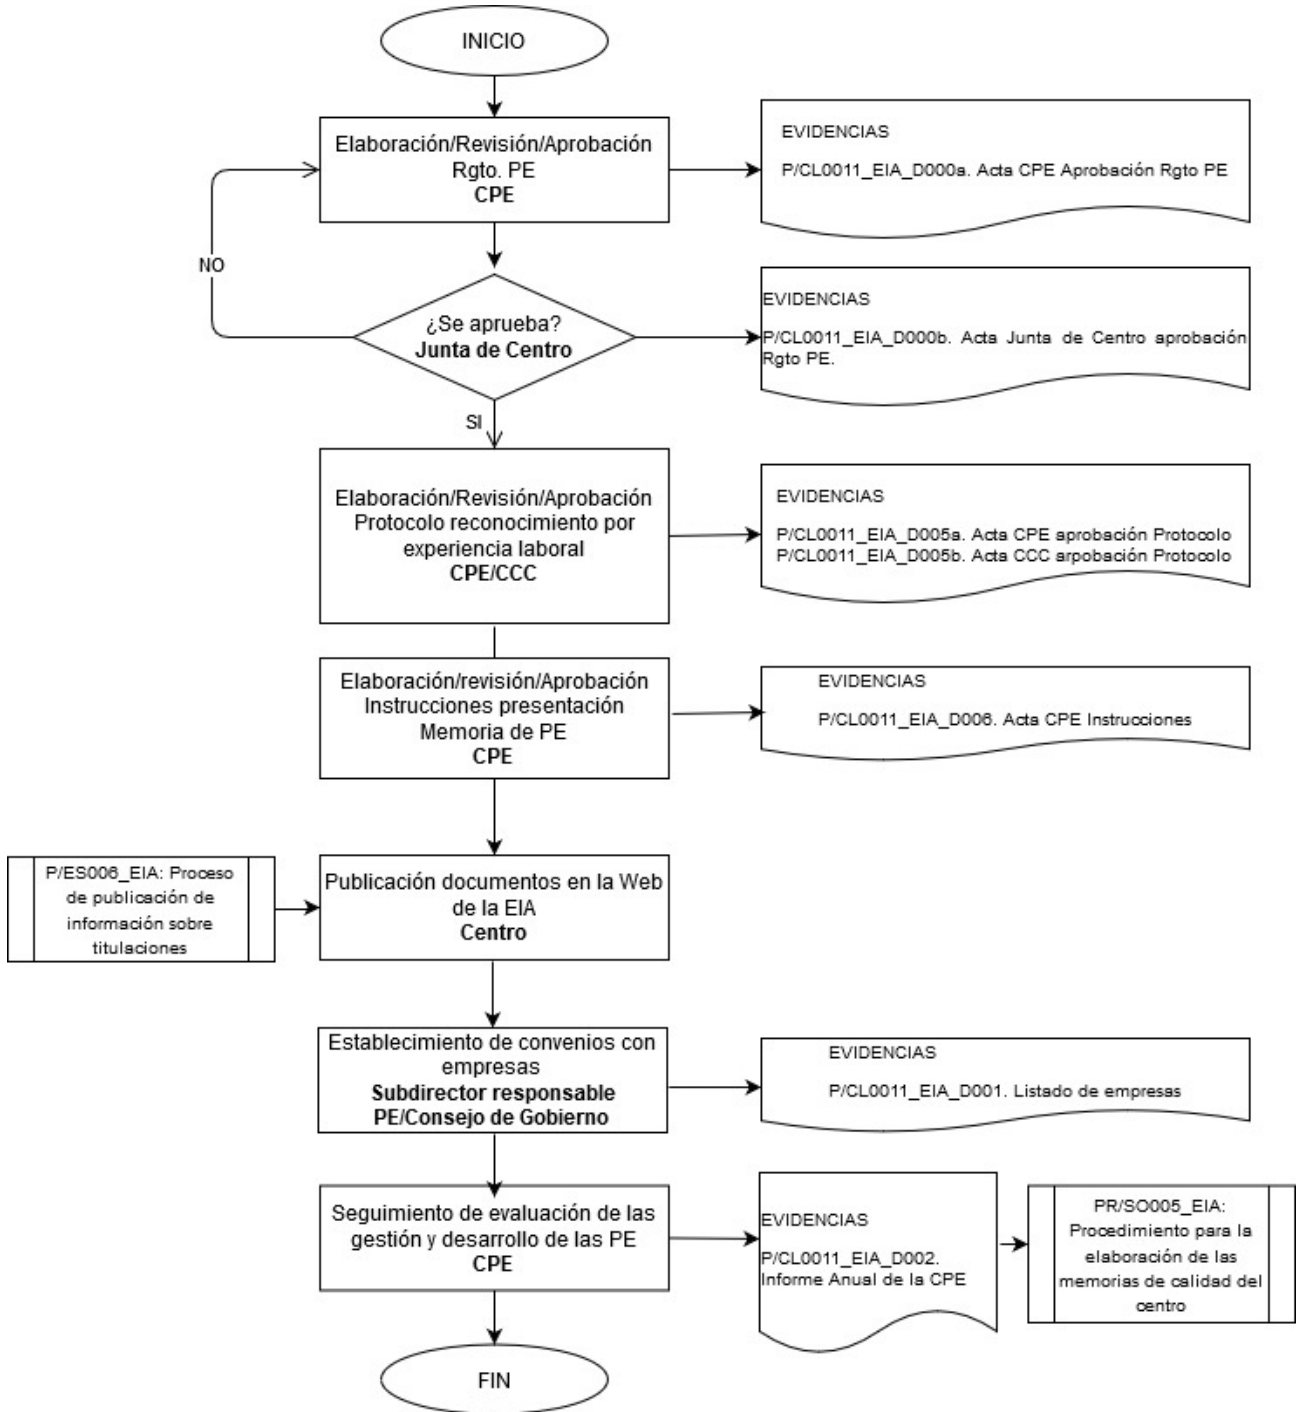 INICIO
Elaboración/Revisión/Aprobación
Rgto. PE
CPE
EVIDENCIAS
P/CL0011_EIA_D000a. Acta CPE Aprobación Rgto PE
NO
¿Se aprueba?
Junta de Centro
EVIDENCIAS
P/CL0011_EIA_D000b. Acta Junta de Centro aprobación
Rgto PE.
SI
Elaboración/Revisión/Aprobación
Protocolo reconocimiento por
experiencia laboral
CPE/CCC
EVIDENCIAS
P/CL0011_EIA_D005a. Acta CPE aprobación Protocolo
P/CL0011_EIA_D005b. Acta CCC arpobación Protocolo
Elaboración/revisión/Aprobación
Instrucciones presentación
Memoria de PE
CPE
EVIDENCIAS
P/CL0011_EIA_D006. Acta CPE Instrucciones
P/ES006_EIA: Proceso
de publicación de
información sobre
titulaciones
Publicación documentos en la Web
de la EIA
Centro
Establecimiento de convenios con
empresas
Subdirector responsable
PE/Consejo de Gobierno
EVIDENCIAS
P/CL0011_EIA_D001. Listado de empresas
Seguimiento de evaluación de las
gestión y desarrollo de las PE
CPE
EVIDENCIAS
P/CL0011_EIA_D002.
Informe Anual de la CPE
PR/SO005_EIA:
Procedimiento para la
elaboración de las
memorias de calidad del
centro
FIN